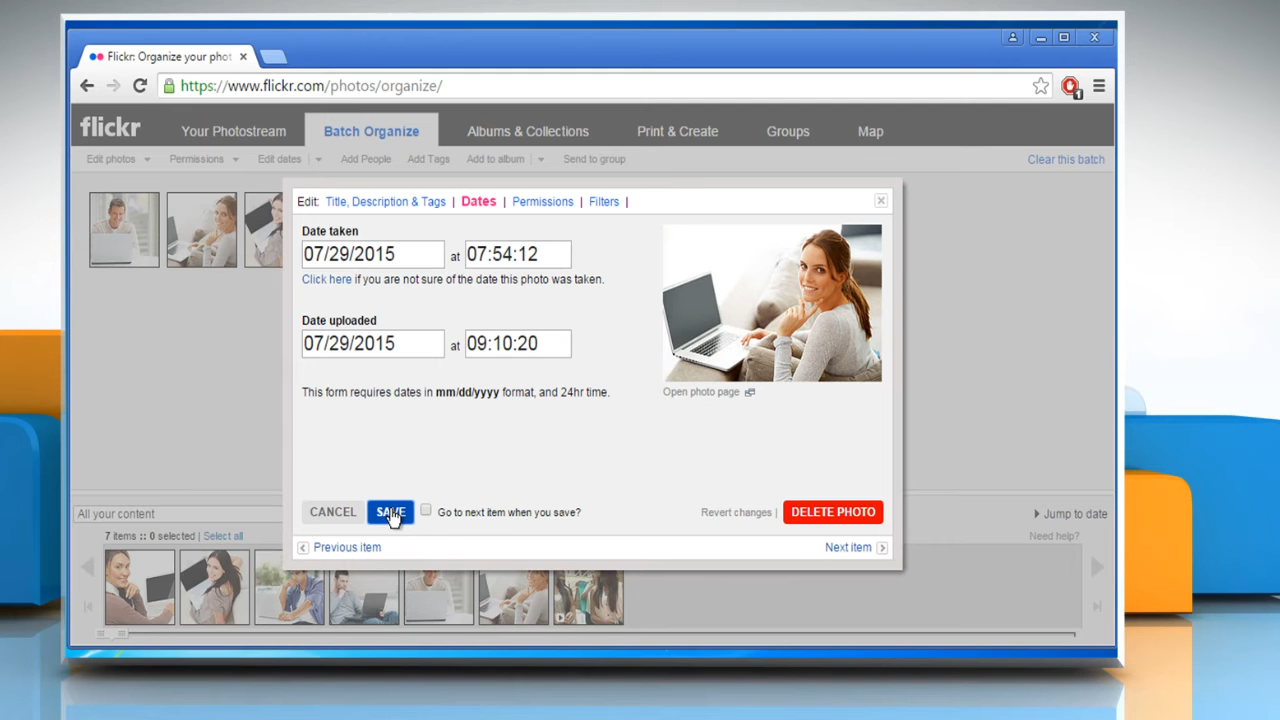 Flickr: Organize your phot
https://www.flickr.com/photos/organize/
1
flickr Your Photostream Batch Organize Albums & Collections Print & Create Groups Map
Edit photos Permissions Edit dates Add People Add Tags Add to album Send to group Clear this batch
Edit: Title, Description & Tags | Dates | Permissions | Filters |
Date taken
07/29/2015 at 07:54:12
Click here if you are not sure of the date this photo was taken.
Date uploaded
07/29/2015 at 09:10:20
This form requires dates in mm/dd/yyyy format, and 24hr time.
Open photo page
CANCEL SAVE Go to next item when you save? Revert changes | DELETE PHOTO
Previous item Next item
All your content Jump to date
7 items :: 0 selected | Select all Need help?